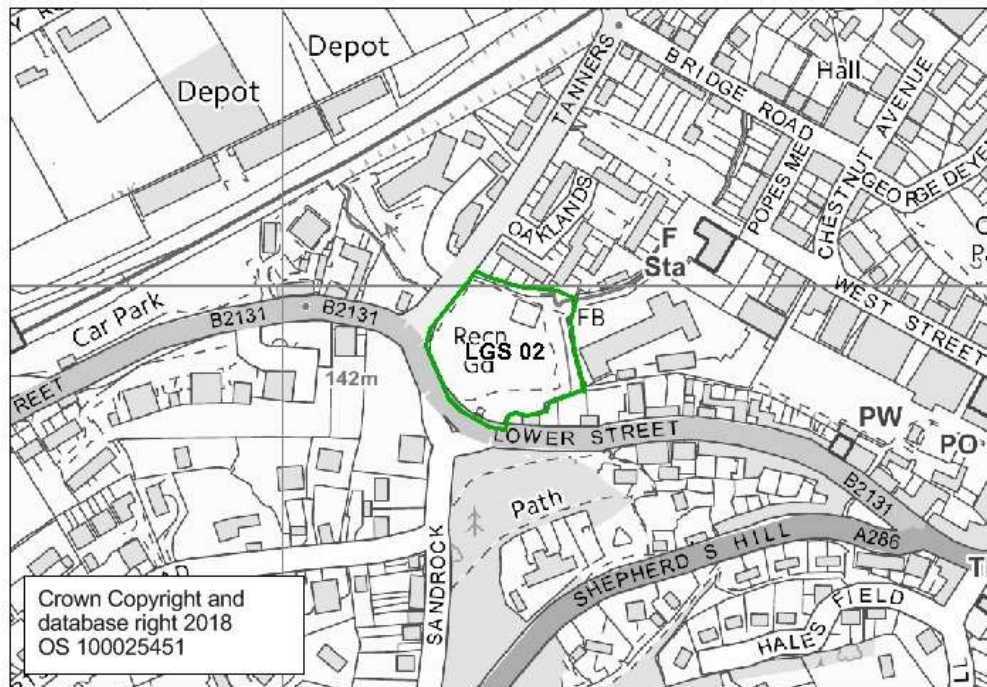 Depot
Depot
TANNERS
BRIDGE ROAD
Hall
CHESTNUT AVENUE
POPES ME
GEORGE DEYE
OAKLANDS
F
Sta
WEST STREET
Car Park
B2131
B2131
Recn
Gd
LGS 02
FB
142m
REET
LOWER STREET
PW
PO
B2131
Path
SHEPHERD S HILL
A286
SANDROCK
HALES FIELD
Crown Copyright and
database right 2018
OS 100025451